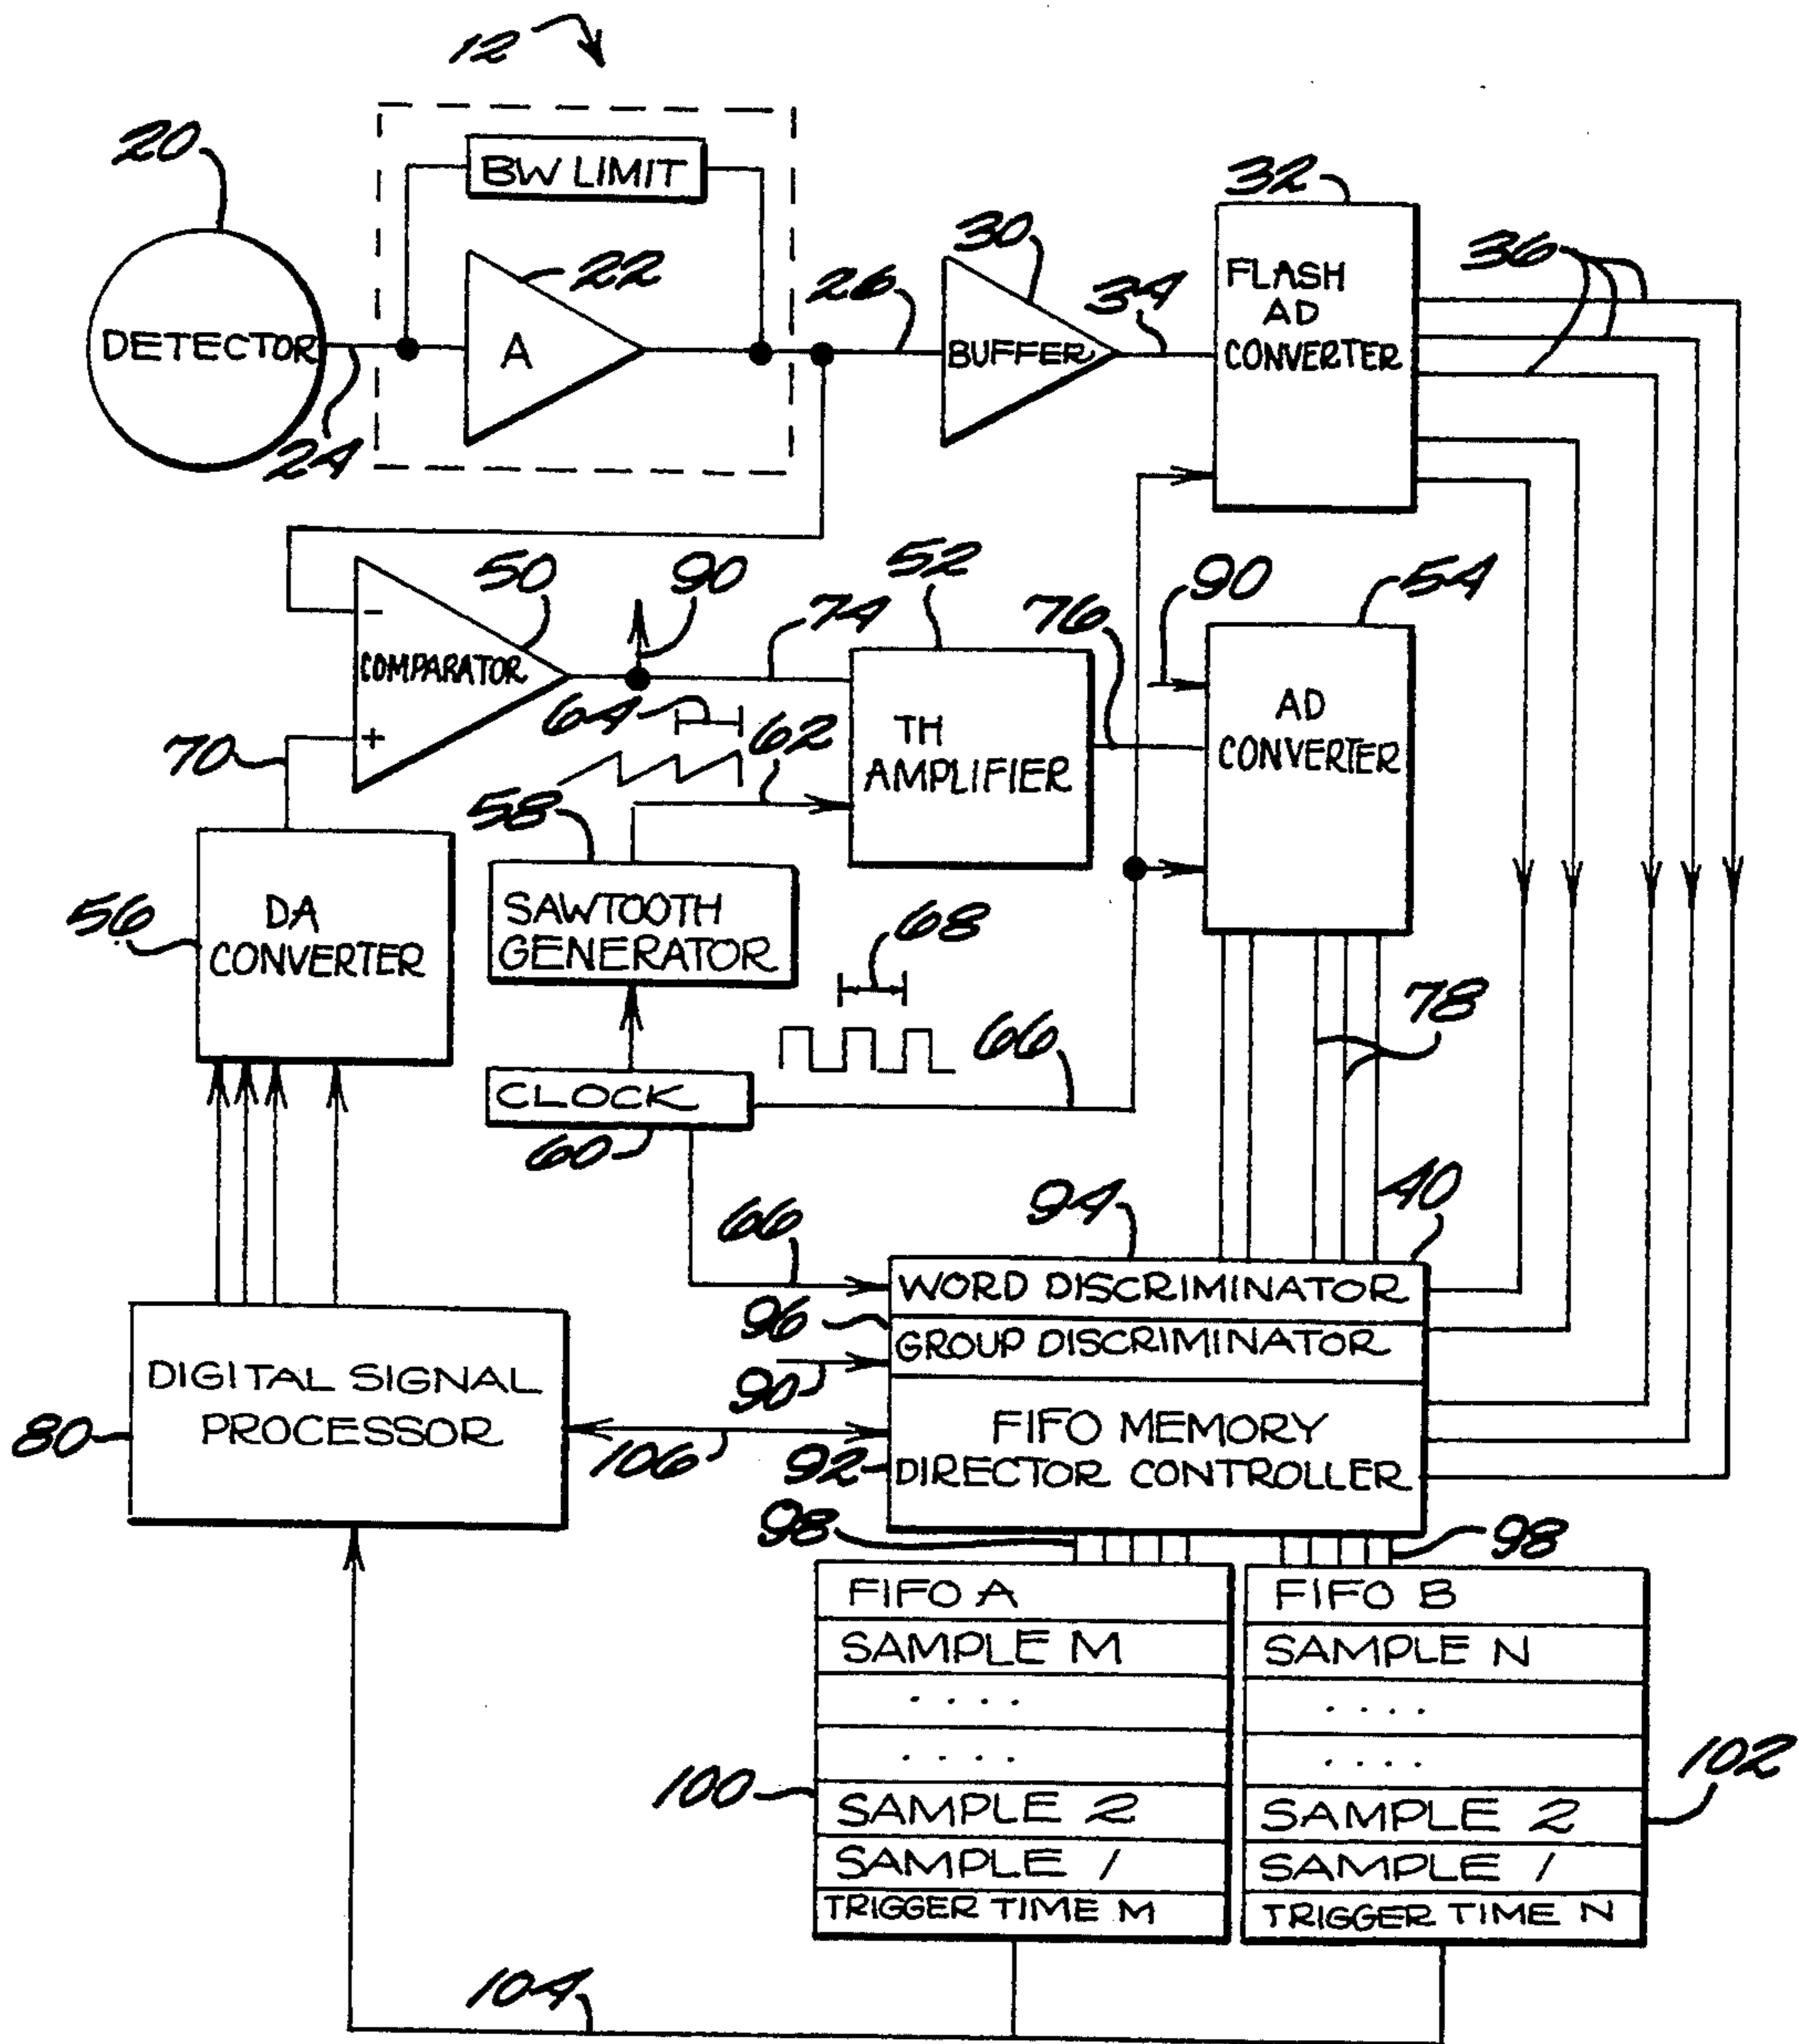 12
20
BW LIMIT
32
22
30
26
34
36
DETECTOR
A
BUFFER
FLASH
AD
CONVERTER
24
50
90
52
90
54
-
74
76
COMPARATOR
64
62
TH
AMPLIFIER
AD
CONVERTER
70
+
58
56
DA
CONVERTER
SAWTOOTH
GENERATOR
68
78
66
CLOCK
60
66
94
40
WORD DISCRIMINATOR
96
GROUP DISCRIMINATOR
90
DIGITAL SIGNAL
PROCESSOR
80
106
92
FIFO MEMORY
DIRECTOR CONTROLLER
98
98
FIFO A
SAMPLE M
. . . .
. . . .
100
SAMPLE 2
SAMPLE 1
TRIGGER TIME M
FIFO B
SAMPLE N
. . . .
. . . .
102
SAMPLE 2
SAMPLE 1
TRIGGER TIME N
104